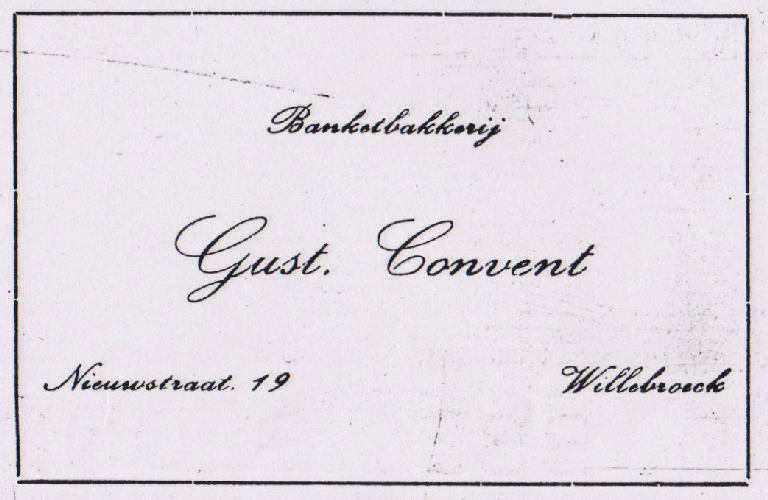 Banketbakkerij
Gust. Convent
Nieuwstraat. 19 Willebroeck